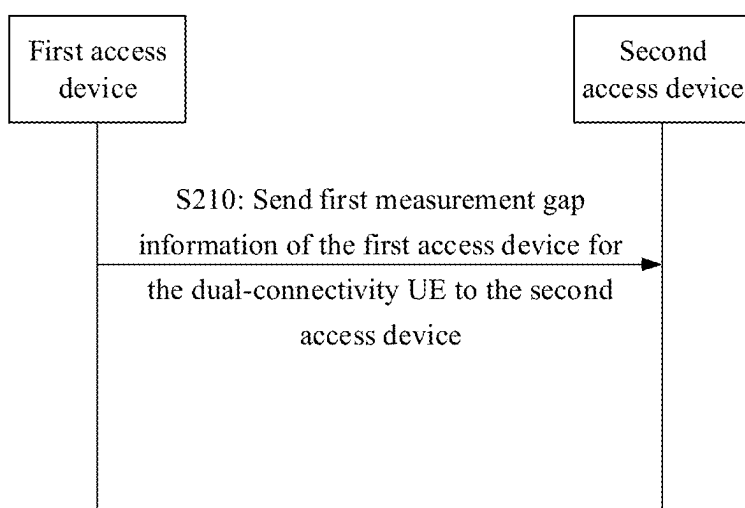 First access
device
Second
access device
S210: Send first measurement gap
information of the first access device for
the dual-connectivity UE to the second
access device